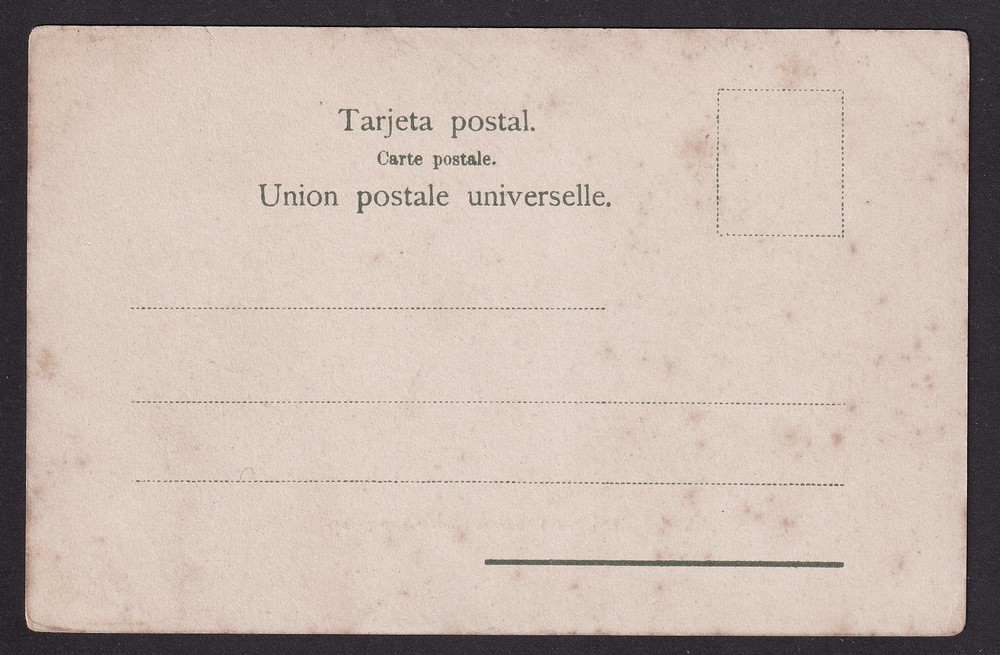 Tarjeta postal.
Carte postale.
Union postale universelle.